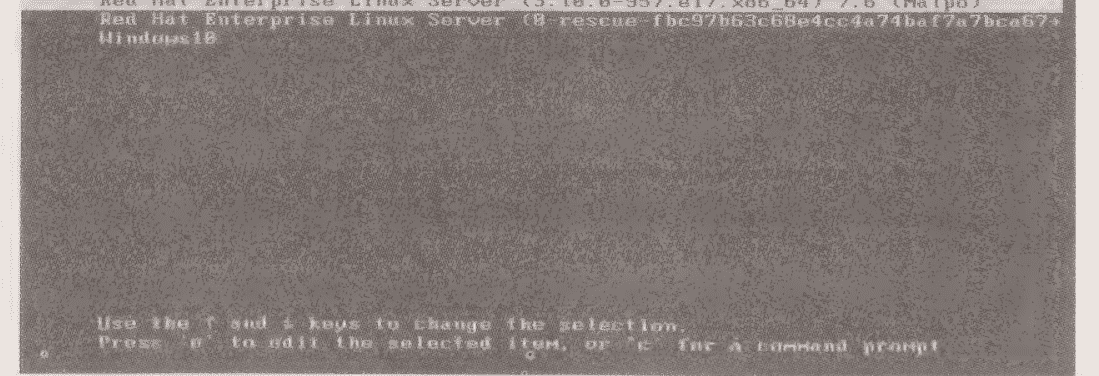 Red Hat Enterprise Linux Server (3.10.0-957.el7.x86_64) 7.6 (Maipo)
Red Hat Enterprise Linux Server (0-rescue-fbc97b63c68e4cc4a74baf7a7bca67→
Windows10
Use the ↑ and ↓ keys to change the selection.
Press 'e' to edit the selected item, or 'c' for a command prompt